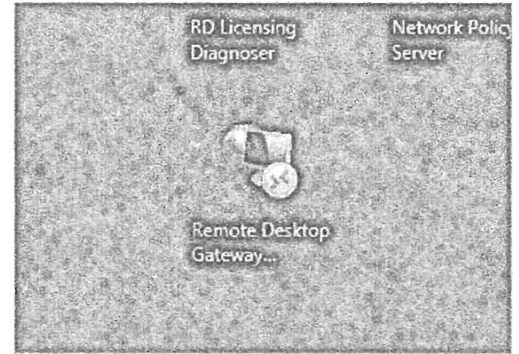 RD Licensing
Diagnoser
Network Policy
Server
Remote Desktop
Gateway...